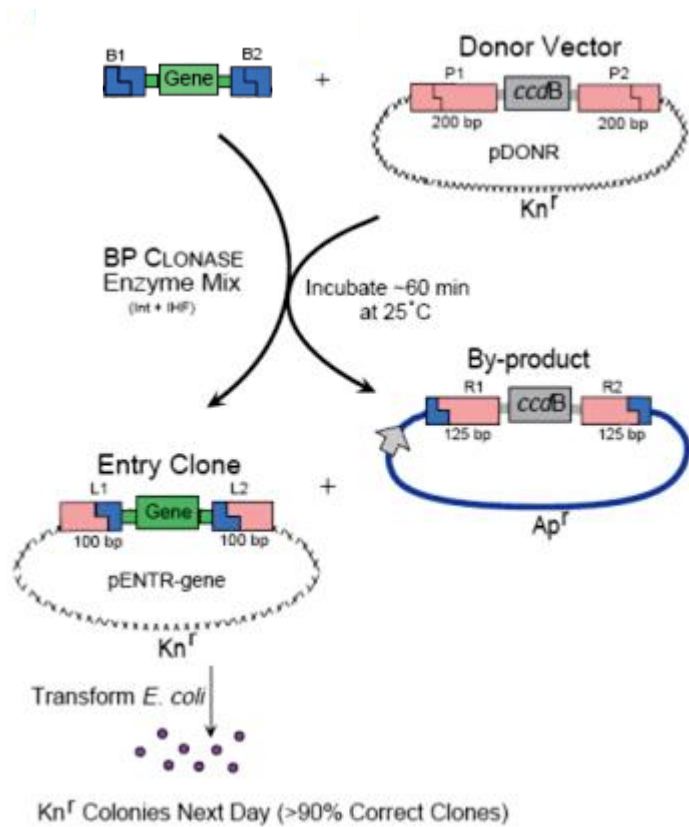 B1 B2
Gene
+
Donor Vector
P1 P2
ccdB
200 bp 200 bp
pDONR
Knʳ
BP CLONASE
Enzyme Mix
(Int + IHF)
Incubate ~60 min
at 25˚C
By-product
R1 R2
ccdB
125 bp 125 bp
Apʳ
Entry Clone
L1 L2
Gene
+
100 bp 100 bp
pENTR-gene
Knʳ
Transform E. coli
Knʳ Colonies Next Day (>90% Correct Clones)